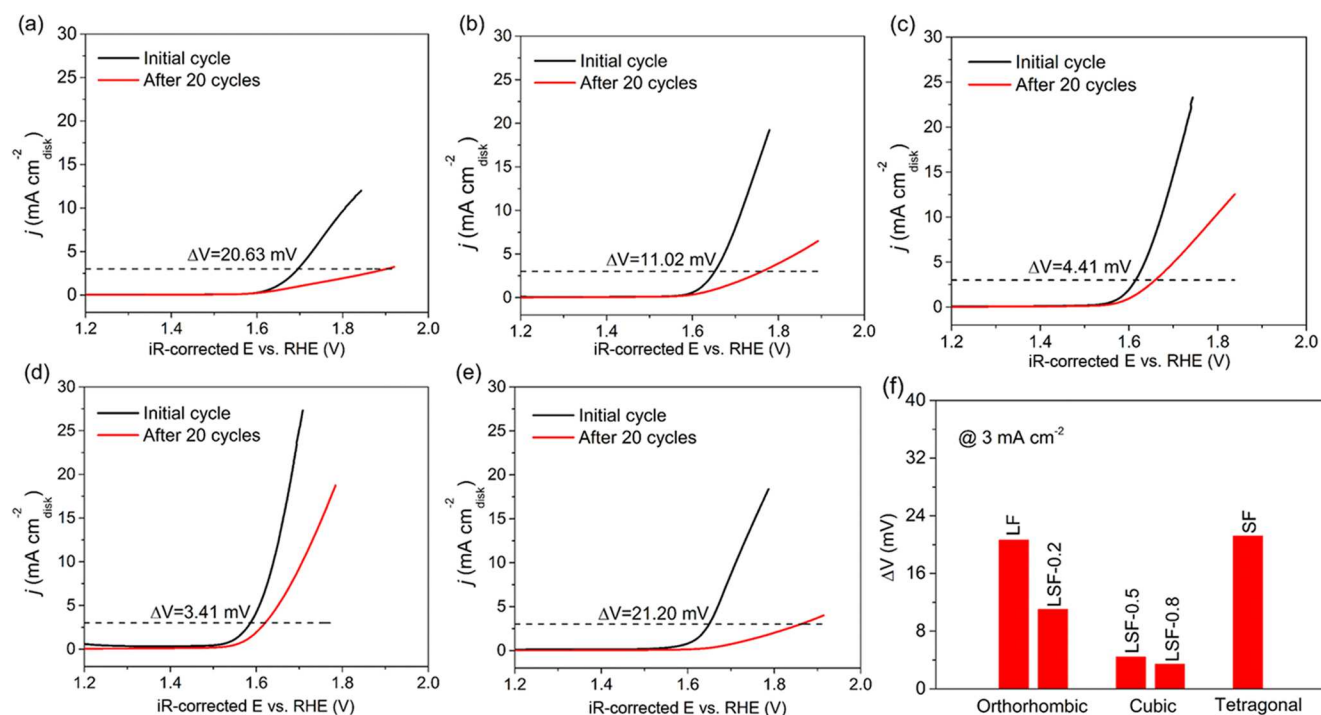 (a)
30
25
20
15
10
5
0
j (mA cm⁻²disk)
Initial cycle
After 20 cycles
ΔV=20.63 mV
1.2 1.4 1.6 1.8 2.0
iR-corrected E vs. RHE (V)
(b)
30
25
20
15
10
5
0
j (mA cm⁻²disk)
Initial cycle
After 20 cycles
ΔV=11.02 mV
1.2 1.4 1.6 1.8 2.0
iR-corrected E vs. RHE (V)
(c)
30
25
20
15
10
5
0
j (mA cm⁻²disk)
Initial cycle
After 20 cycles
ΔV=4.41 mV
1.2 1.4 1.6 1.8 2.0
iR-corrected E vs. RHE (V)
(d)
30
25
20
15
10
5
0
j (mA cm⁻²disk)
Initial cycle
After 20 cycles
ΔV=3.41 mV
1.2 1.4 1.6 1.8 2.0
iR-corrected E vs. RHE (V)
(e)
30
25
20
15
10
5
0
j (mA cm⁻²disk)
Initial cycle
After 20 cycles
ΔV=21.20 mV
1.2 1.4 1.6 1.8 2.0
iR-corrected E vs. RHE (V)
(f)
40
32
24
16
8
0
ΔV (mV)
@ 3 mA cm⁻²
LF
LSF-0.2
LSF-0.5
LSF-0.8
SF
Orthorhombic Cubic Tetragonal